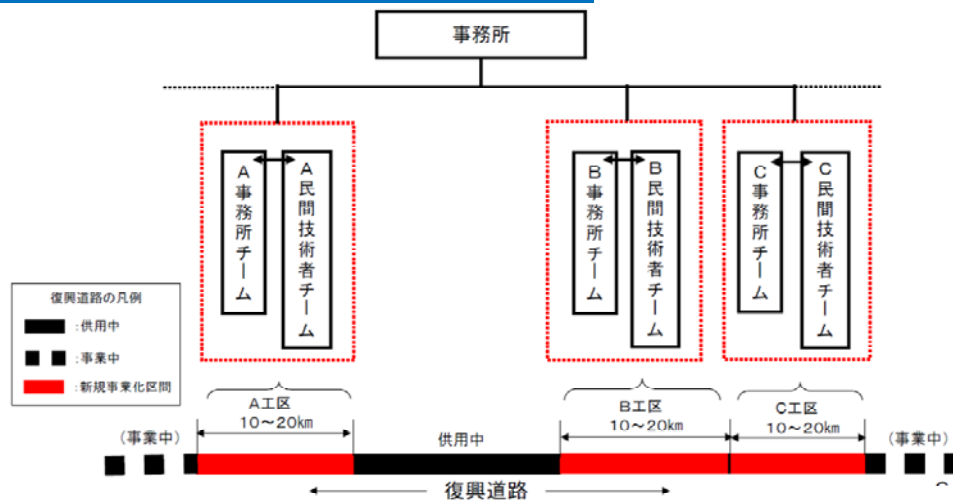 事務所
A事務所チーム
A民間技術者チーム
B事務所チーム
B民間技術者チーム
C事務所チーム
C民間技術者チーム
復興道路の凡例
:供用中
:事業中
:新規事業化区間
A工区
10～20km
B工区
10～20km
C工区
10～20km
(事業中)
供用中
(事業中)
復興道路